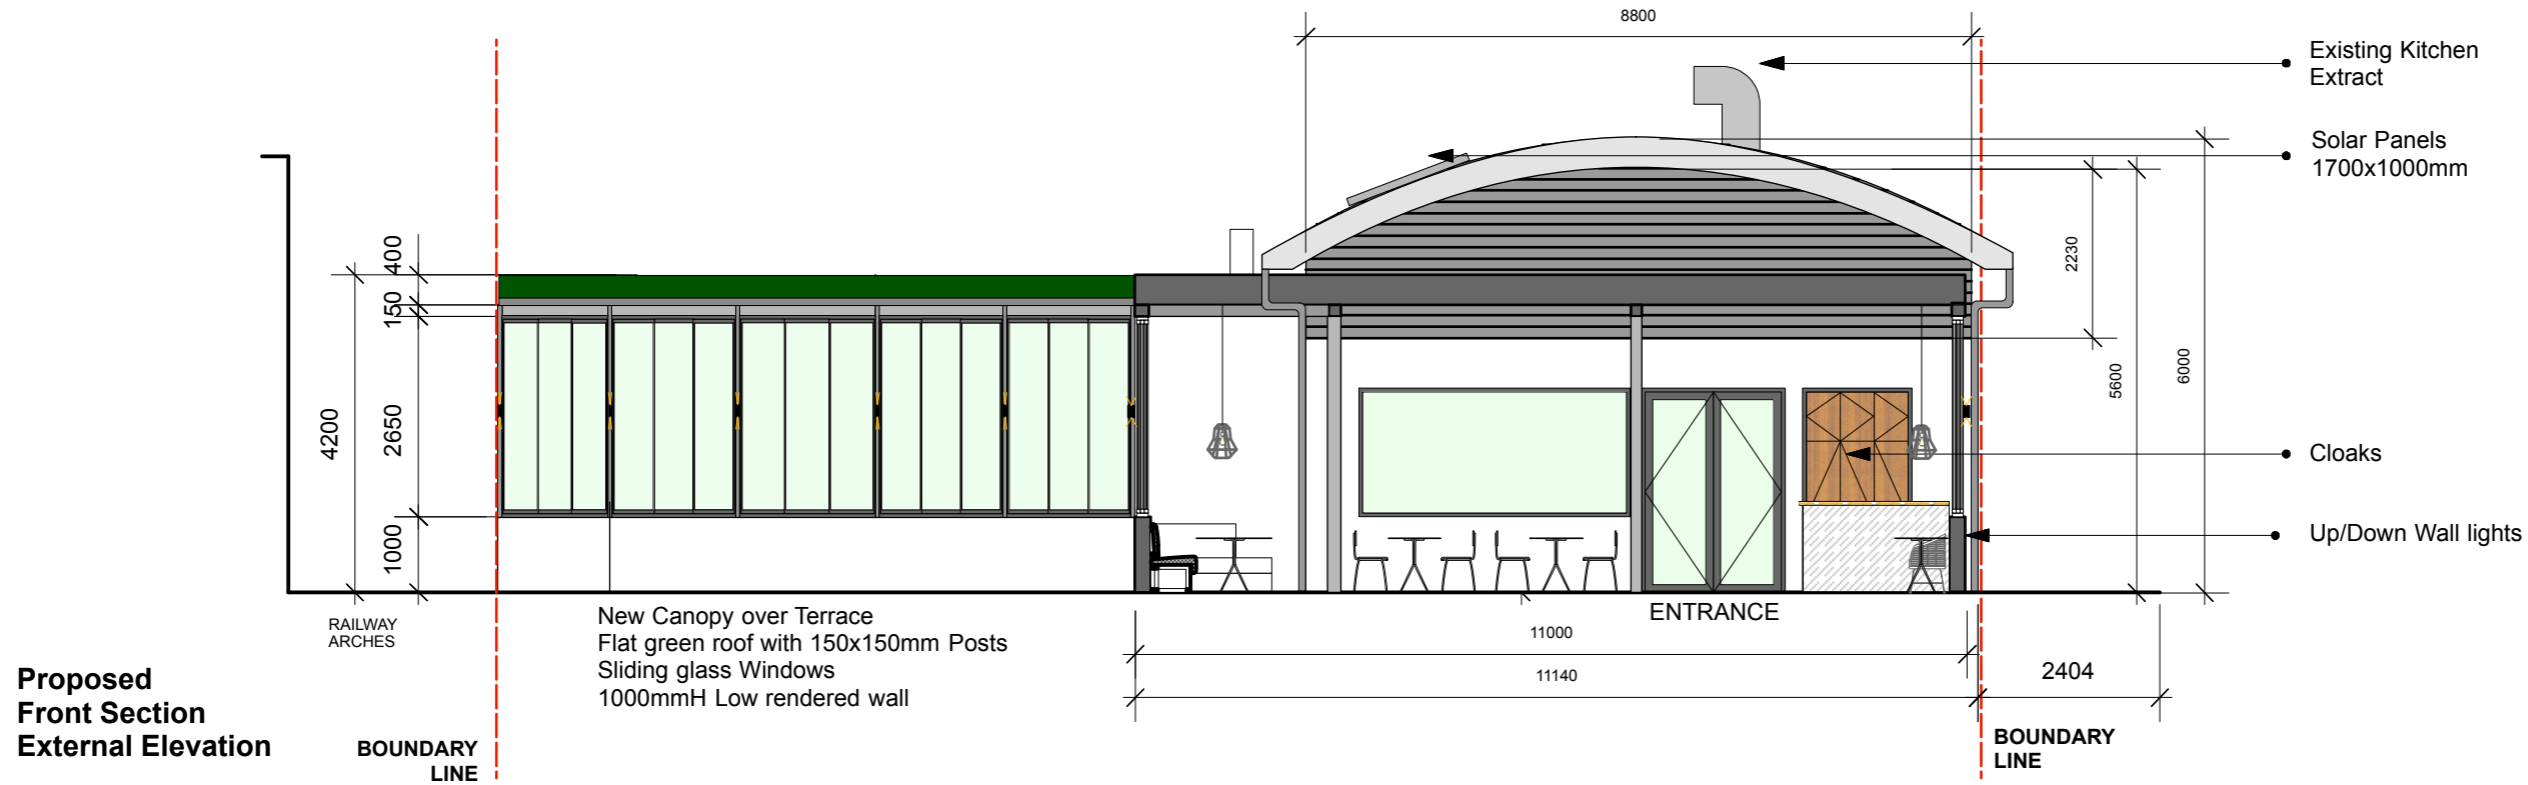 8800
Existing Kitchen
Extract
Solar Panels
1700x1000mm
400
150
2230
4200
2650
5600
6000
Cloaks
1000
Up/Down Wall lights
RAILWAY
ARCHES
New Canopy over Terrace
Flat green roof with 150x150mm Posts
Sliding glass Windows
1000mmH Low rendered wall
ENTRANCE
11000
11140
2404
Proposed
Front Section
External Elevation
BOUNDARY
LINE
BOUNDARY
LINE